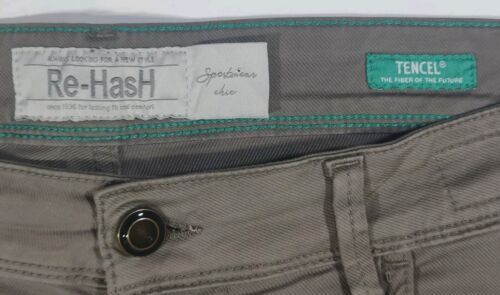 ALWAYS LOOKING FOR A NEW STYLE
Re-HasH
since 1936 for lasting fit and comfort
Sportswear
chic
TENCEL®
THE FIBER OF THE FUTURE